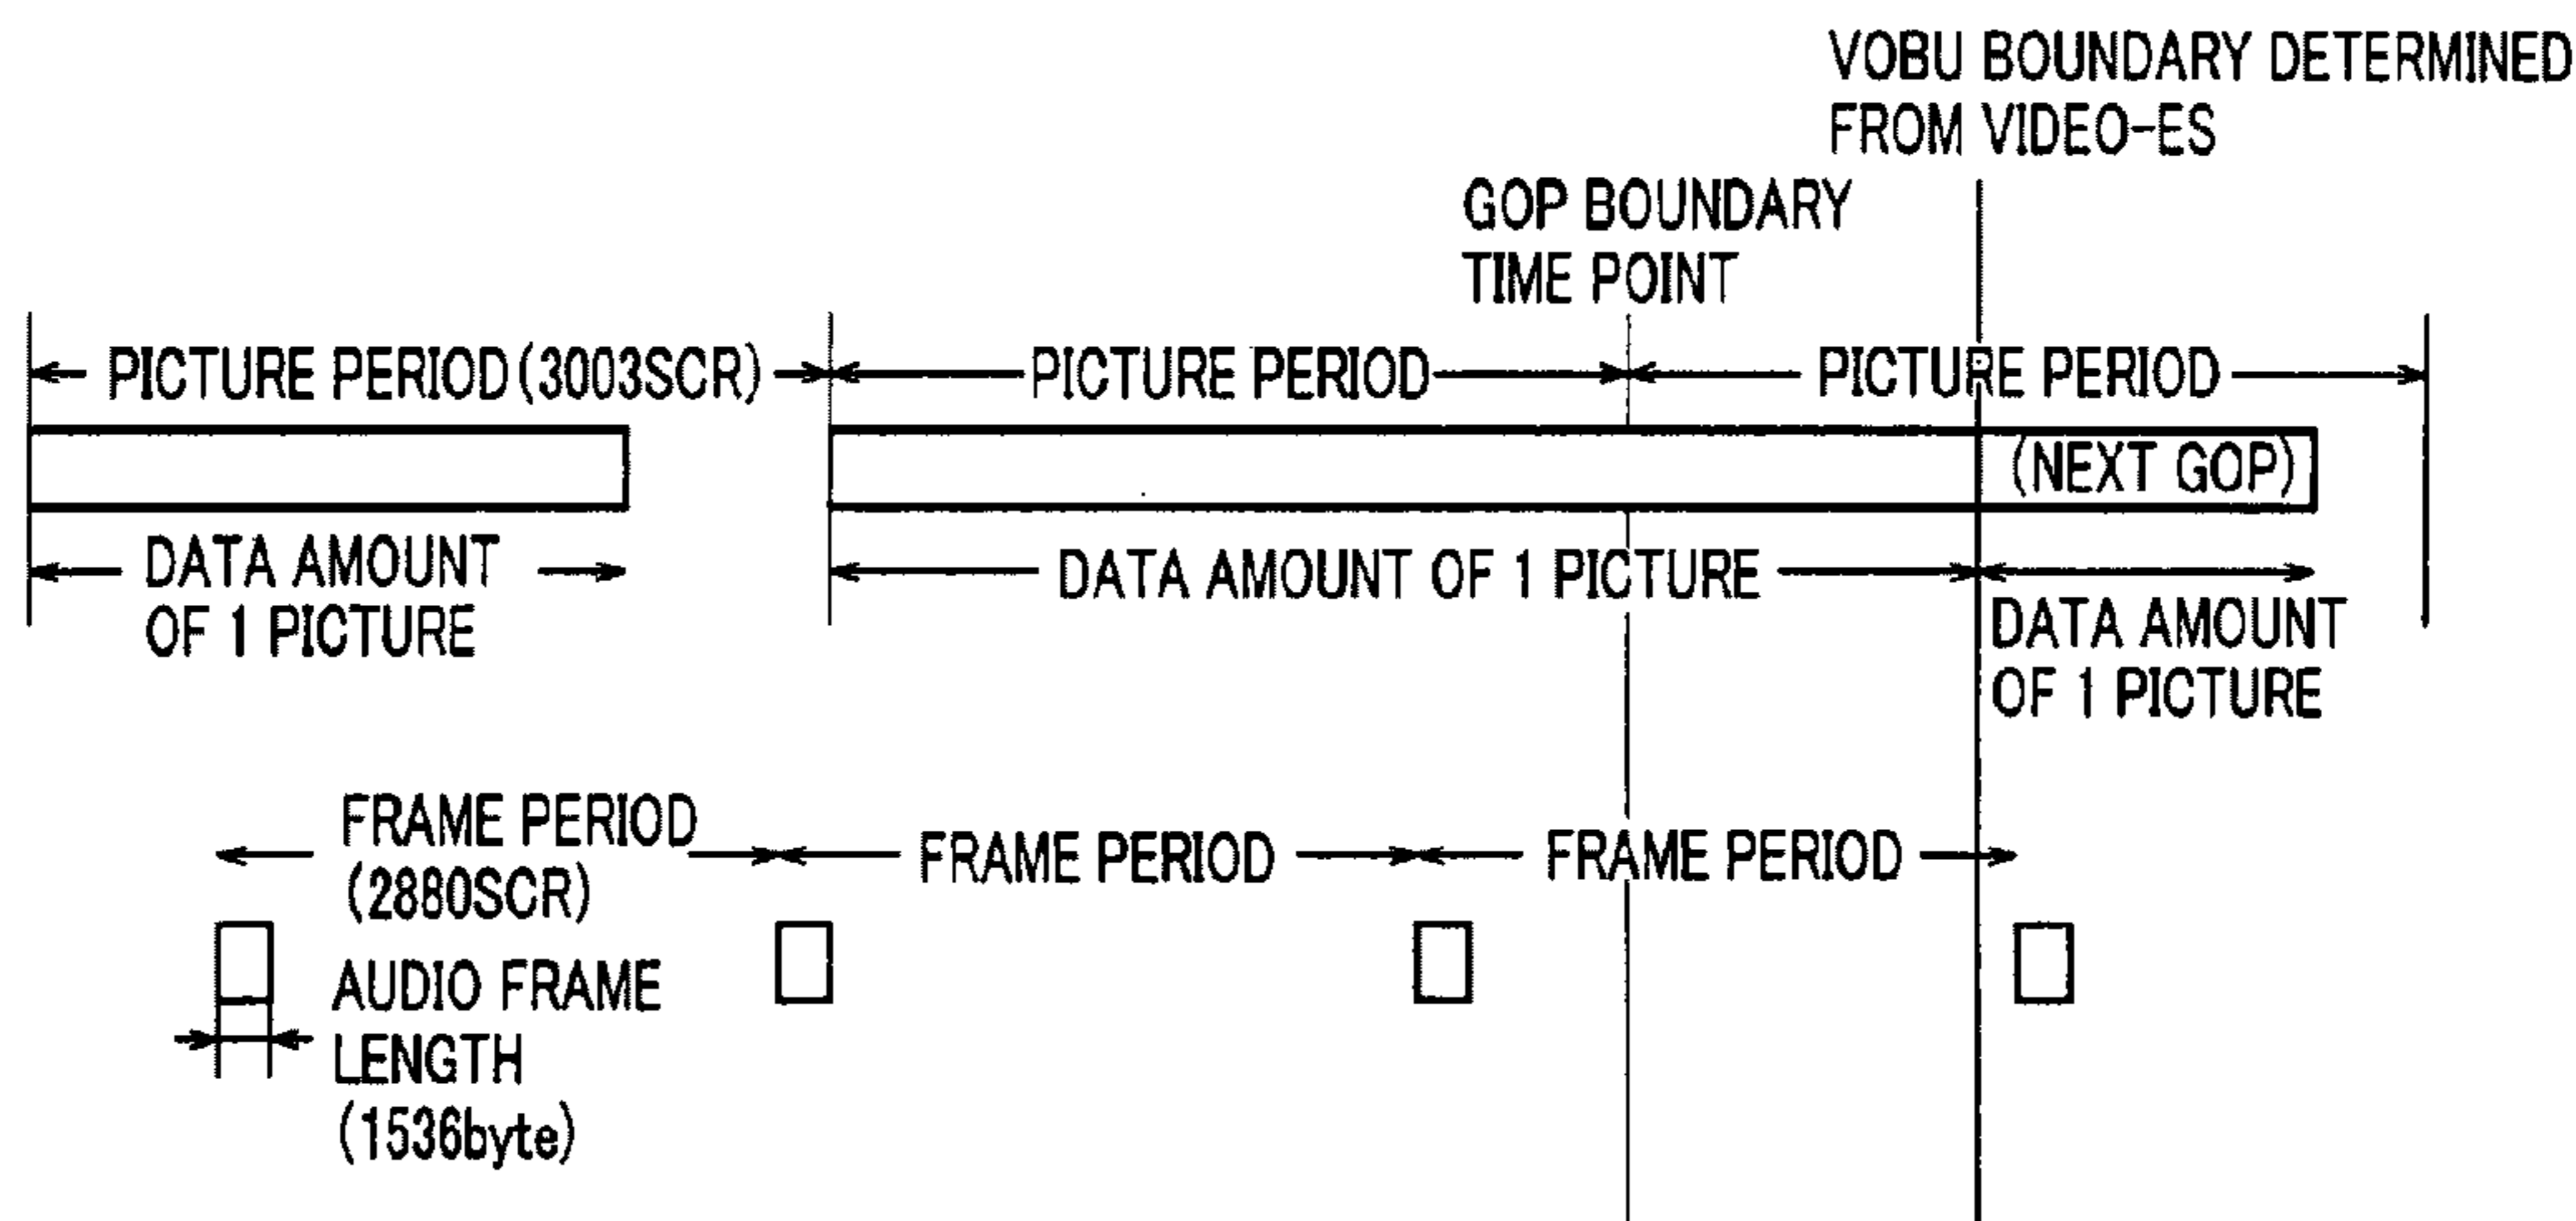 VOBU BOUNDARY DETERMINED
FROM VIDEO-ES
GOP BOUNDARY
TIME POINT
PICTURE PERIOD(3003SCR)
PICTURE PERIOD
PICTURE PERIOD
(NEXT GOP)
DATA AMOUNT
OF 1 PICTURE
DATA AMOUNT OF 1 PICTURE
DATA AMOUNT
OF 1 PICTURE
FRAME PERIOD
(2880SCR)
FRAME PERIOD
FRAME PERIOD
AUDIO FRAME
LENGTH
(1536byte)